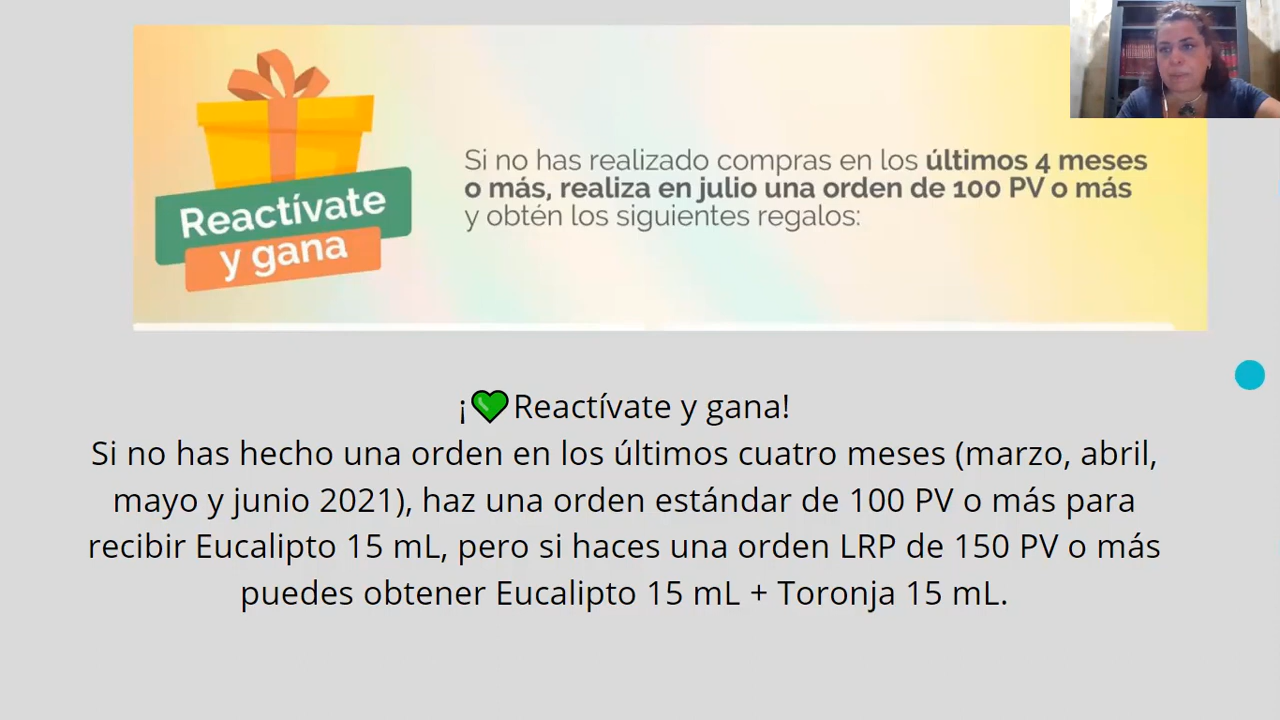 Reactívate
y gana
Si no has realizado compras en los últimos 4 meses
o más, realiza en julio una orden de 100 PV o más
y obtén los siguientes regalos:
¡💚Reactívate y gana!
Si no has hecho una orden en los últimos cuatro meses (marzo, abril,
mayo y junio 2021), haz una orden estándar de 100 PV o más para
recibir Eucalipto 15 mL, pero si haces una orden LRP de 150 PV o más
puedes obtener Eucalipto 15 mL + Toronja 15 mL.